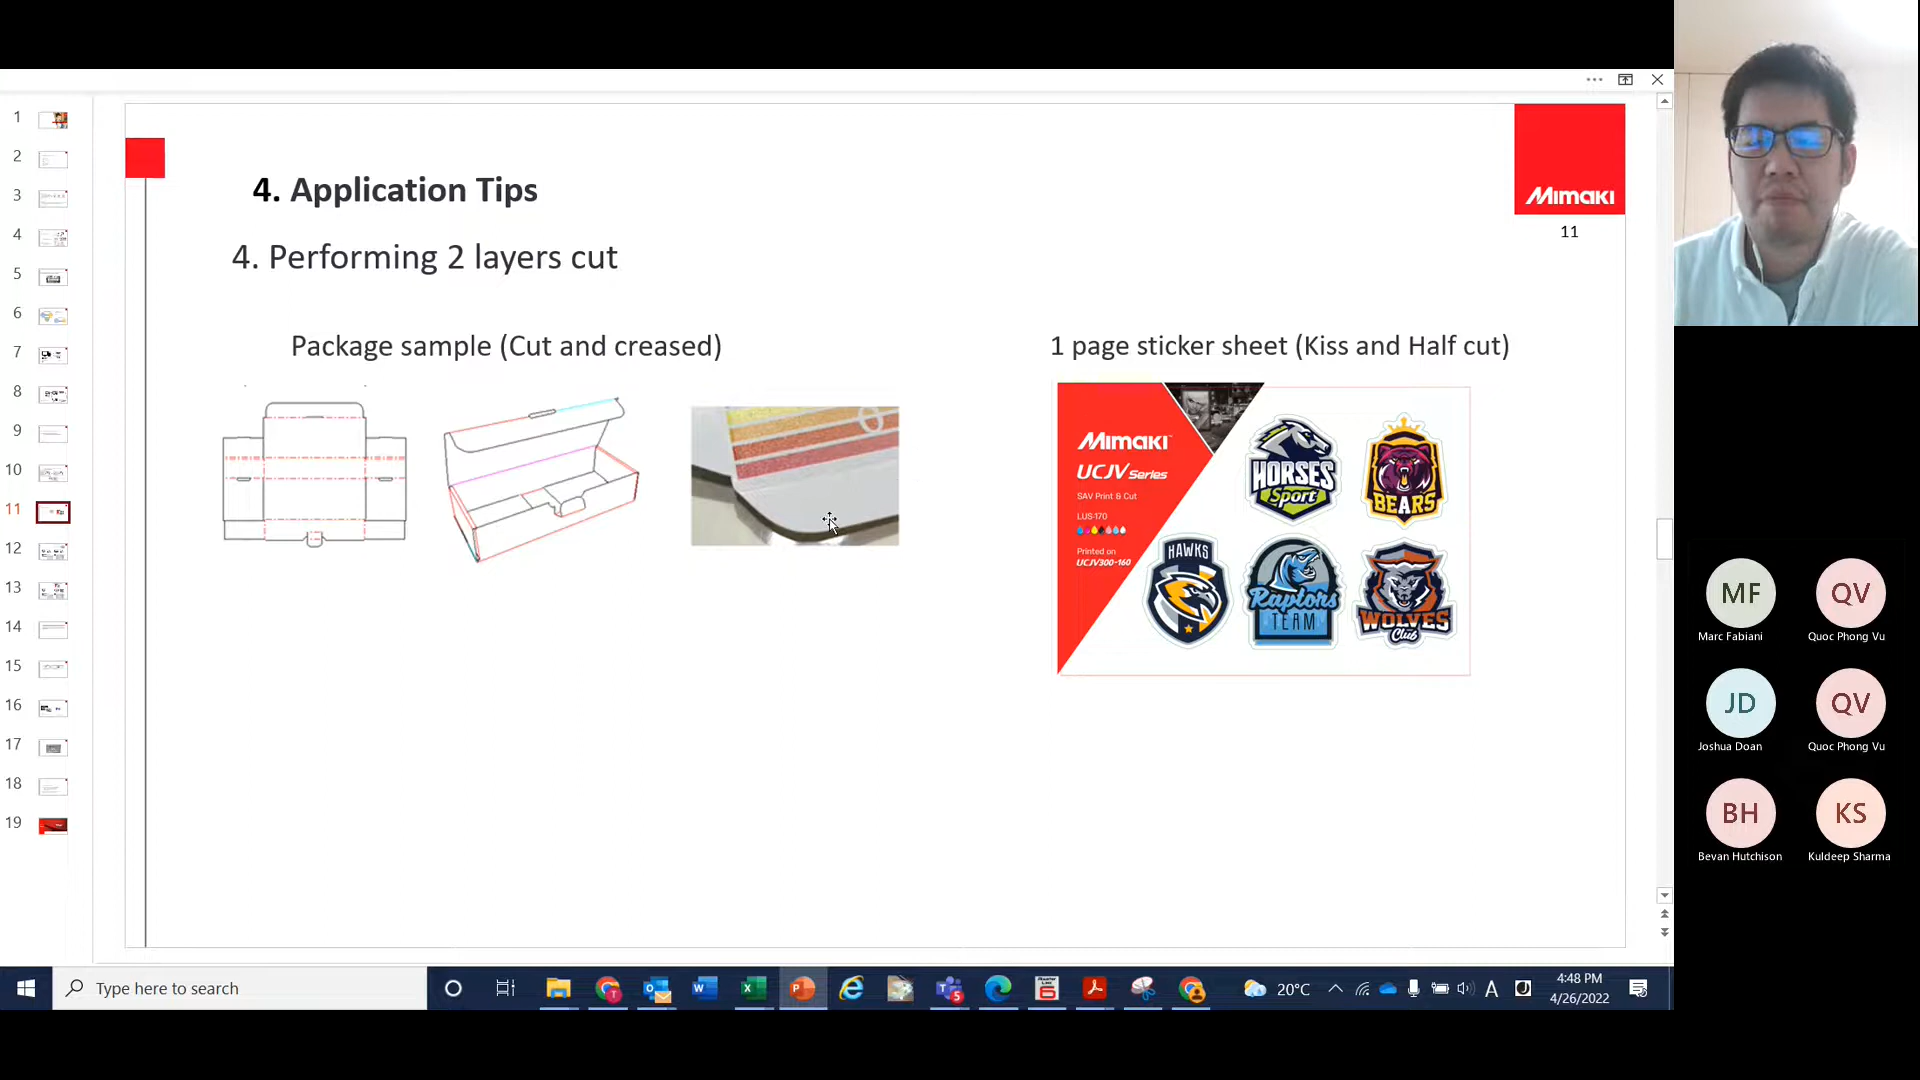 4. Application Tips
4. Performing 2 layers cut
Mimaki
11
Package sample (Cut and creased)
1 page sticker sheet (Kiss and Half cut)
Mimaki
UCJV Series
SAV Print & Cut
LUS-170
Printed on
UCJV300-160
HORSES
Sport
BEARS
HAWKS
Raptors
TEAM
WOLVES
Club
1
2
3
4
5
6
7
8
9
10
11
12
13
14
15
16
17
18
19
MF
Marc Fabiani
QV
Quoc Phong Vu
JD
Joshua Doan
QV
Quoc Phong Vu
BH
Bevan Hutchison
KS
Kuldeep Sharma
Type here to search
20°C
A
4:48 PM
4/26/2022